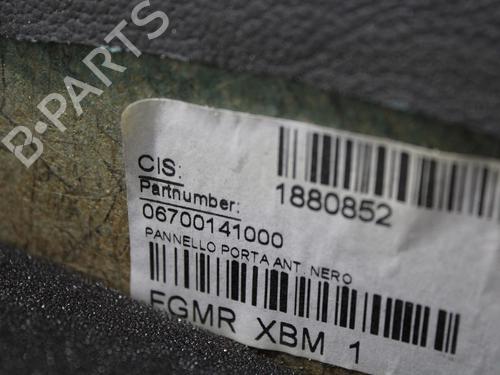 B-PARTS
CIS:
1880852
Partnumber:
06700141000
PANNELLO PORTA ANT. NERO
FGMR XBM 1